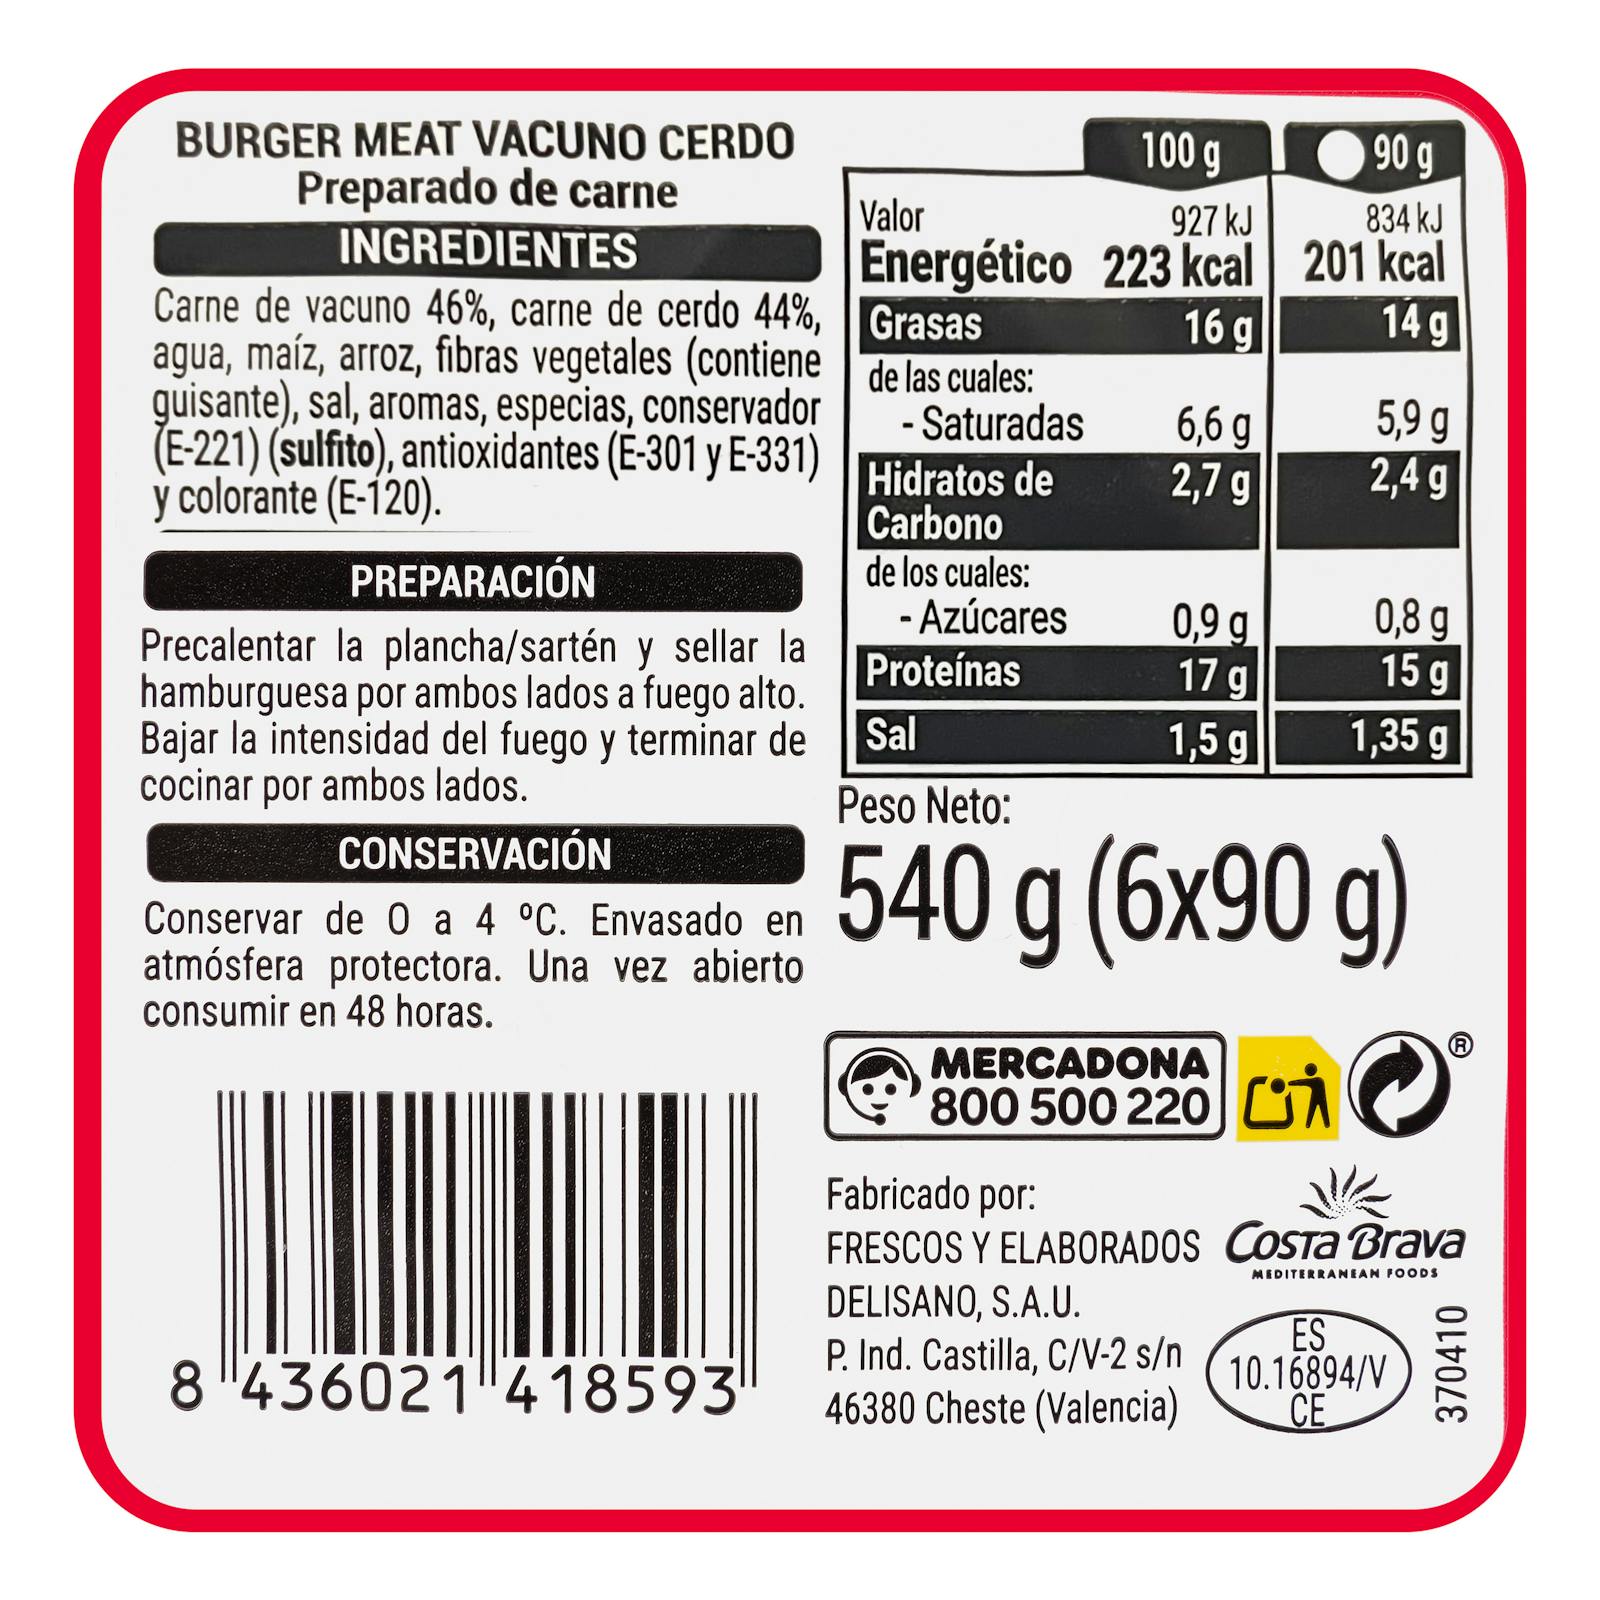 BURGER MEAT VACUNO CERDO
Preparado de carne
INGREDIENTES
Carne de vacuno 46%, carne de cerdo 44%,
agua, maíz, arroz, fibras vegetales (contiene
guisante), sal, aromas, especias, conservador
(E-221) (sulfito), antioxidantes (E-301 y E-331)
y colorante (E-120).
PREPARACIÓN
Precalentar la plancha/sartén y sellar la
hamburguesa por ambos lados a fuego alto.
Bajar la intensidad del fuego y terminar de
cocinar por ambos lados.
CONSERVACIÓN
Conservar de 0 a 4 ºC. Envasado en
atmósfera protectora. Una vez abierto
consumir en 48 horas.
8 436021 418593
100 g 90 g
Valor 927 kJ 834 kJ
Energético 223 kcal 201 kcal
Grasas 16 g 14 g
de las cuales:
- Saturadas 6,6 g 5,9 g
Hidratos de 2,7 g 2,4 g
Carbono
de los cuales:
- Azúcares 0,9 g 0,8 g
Proteínas 17 g 15 g
Sal 1,5 g 1,35 g
Peso Neto:
540 g (6x90 g)
MERCADONA
800 500 220
®
Fabricado por:
FRESCOS Y ELABORADOS
DELISANO, S.A.U.
P. Ind. Castilla, C/V-2 s/n
46380 Cheste (Valencia)
Costa Brava
MEDITERRANEAN FOODS
ES
10.16894/V
CE
370410